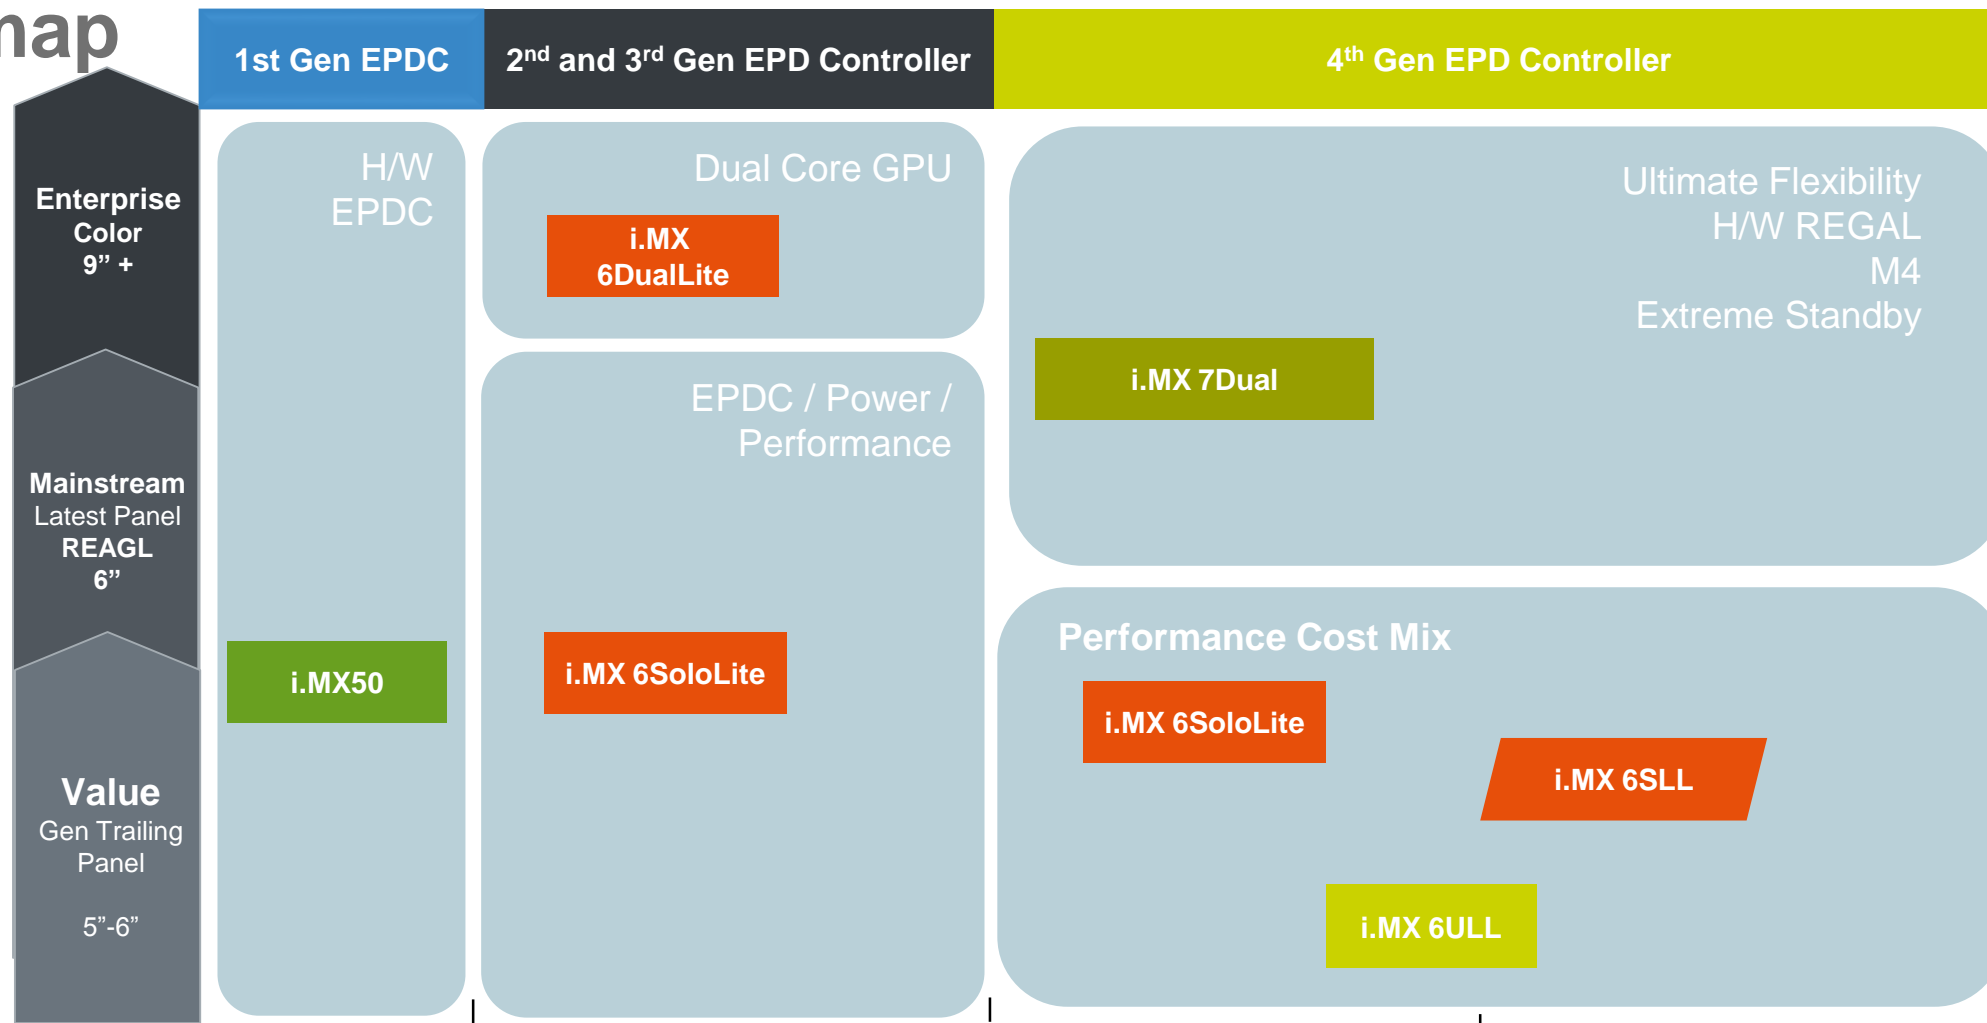 1st Gen EPDC
2nd and 3rd Gen EPD Controller
4th Gen EPD Controller
Enterprise
Color
9” +
Mainstream
Latest Panel
REAGL
6”
Value
Gen Trailing
Panel
5”-6”
H/W
EPDC
i.MX50
Dual Core GPU
i.MX
6DualLite
EPDC / Power /
Performance
i.MX 6SoloLite
Ultimate Flexibility
H/W REGAL
M4
Extreme Standby
i.MX 7Dual
Performance Cost Mix
i.MX 6SoloLite
i.MX 6SLL
i.MX 6ULL